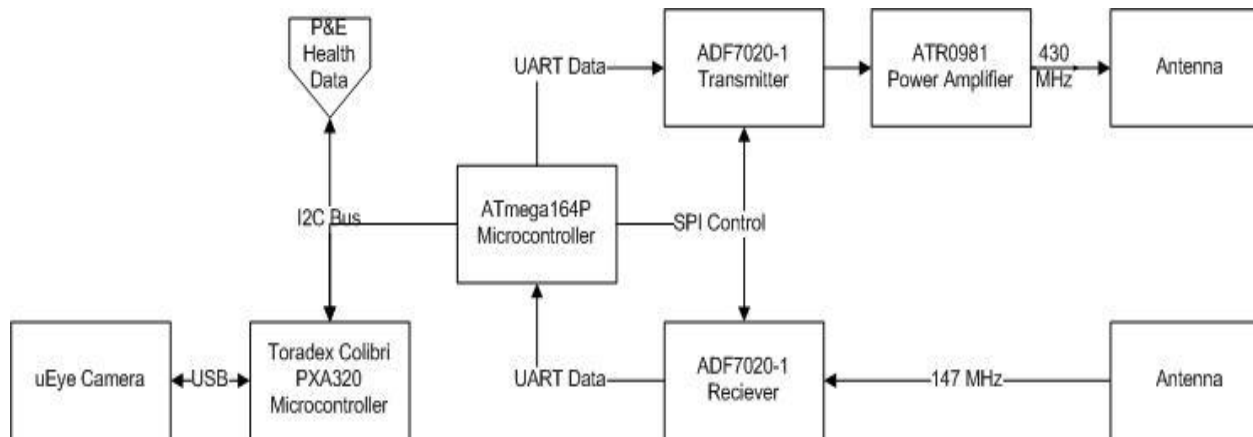 P&E
Health
Data
UART Data
ADF7020-1
Transmitter
ATR0981
Power Amplifier
430
MHz
Antenna
I2C Bus
ATmega164P
Microcontroller
SPI Control
uEye Camera
USB
Toradex Colibri
PXA320
Microcontroller
UART Data
ADF7020-1
Reciever
147 MHz
Antenna